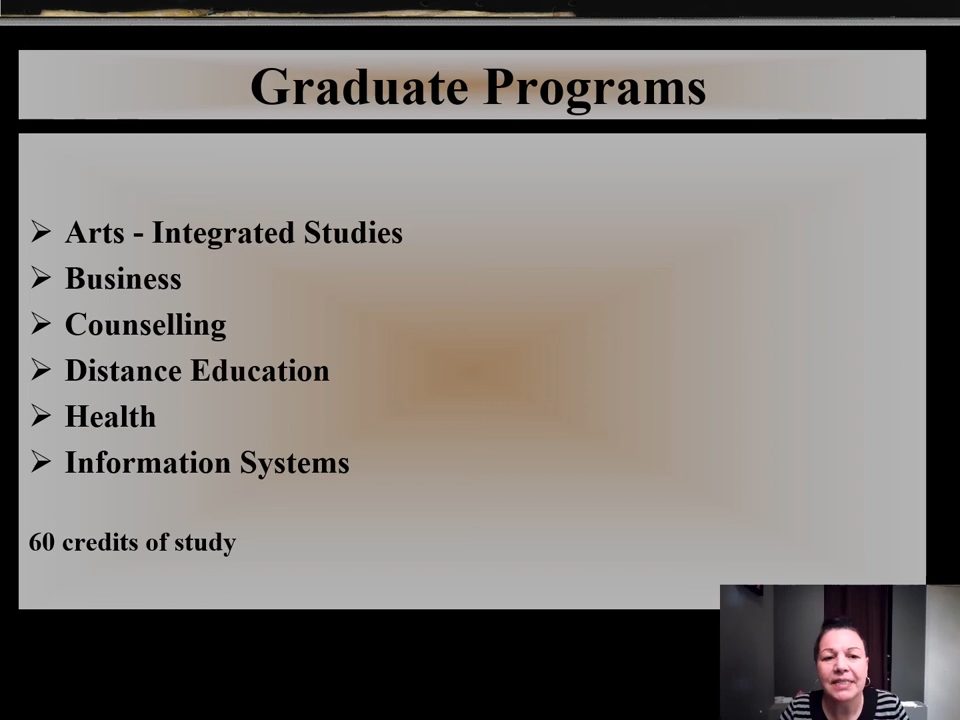 Graduate Programs
Arts - Integrated Studies
Business
Counselling
Distance Education
Health
Information Systems
60 credits of study